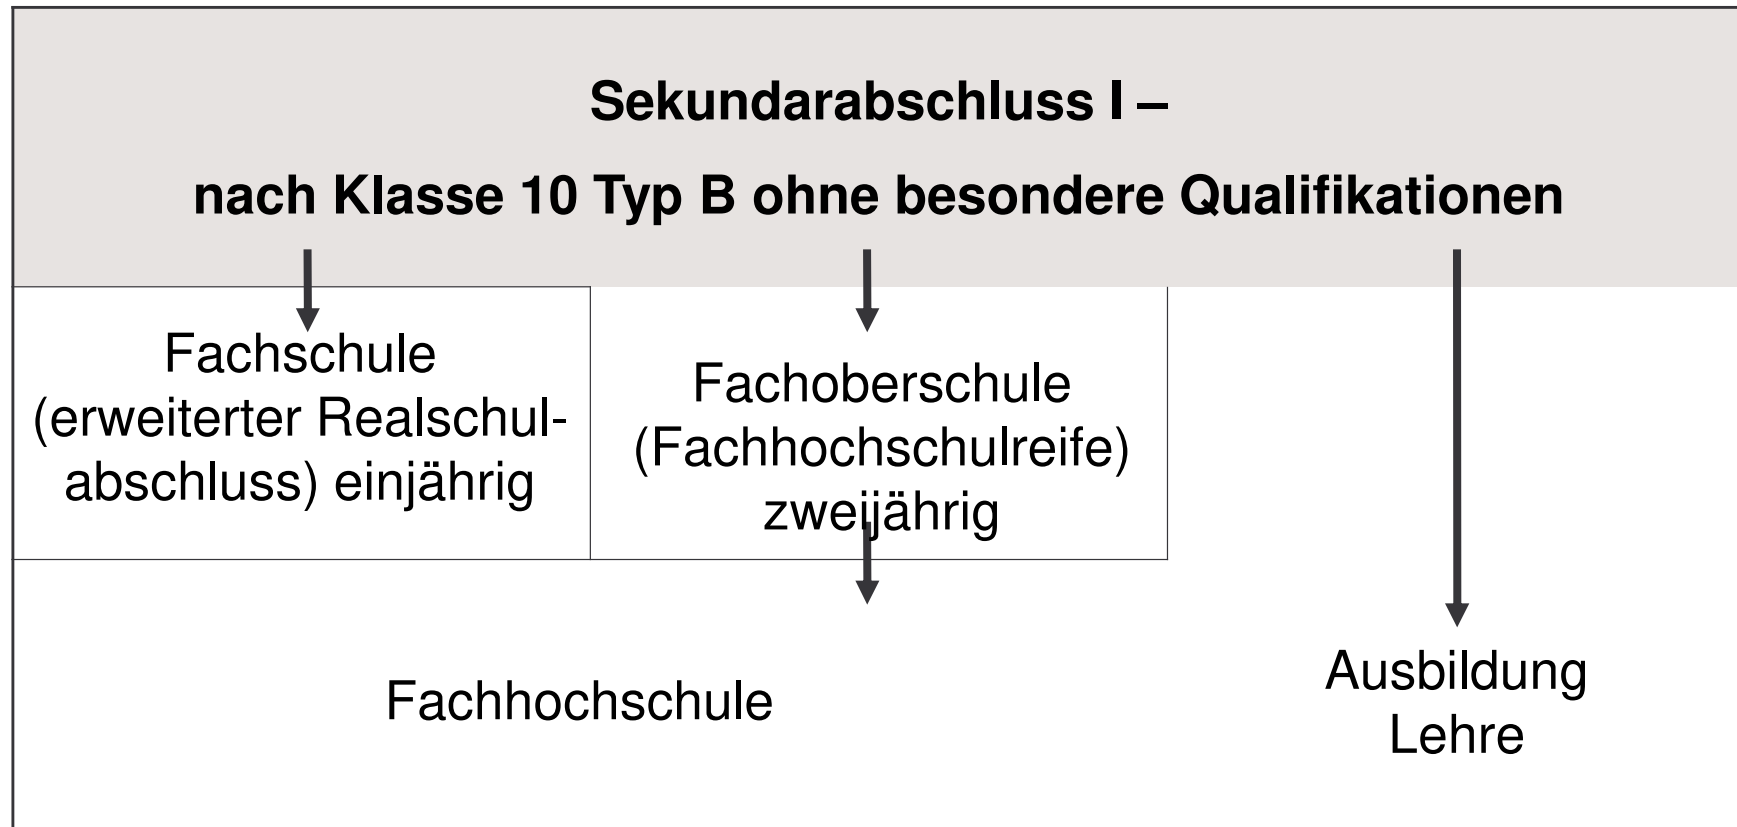 Sekundarabschluss I –
nach Klasse 10 Typ B ohne besondere Qualifikationen
Fachschule
(erweiterter Realschul-
abschluss) einjährig
Fachoberschule
(Fachhochschulreife)
zweijährig
Fachhochschule
Ausbildung
Lehre